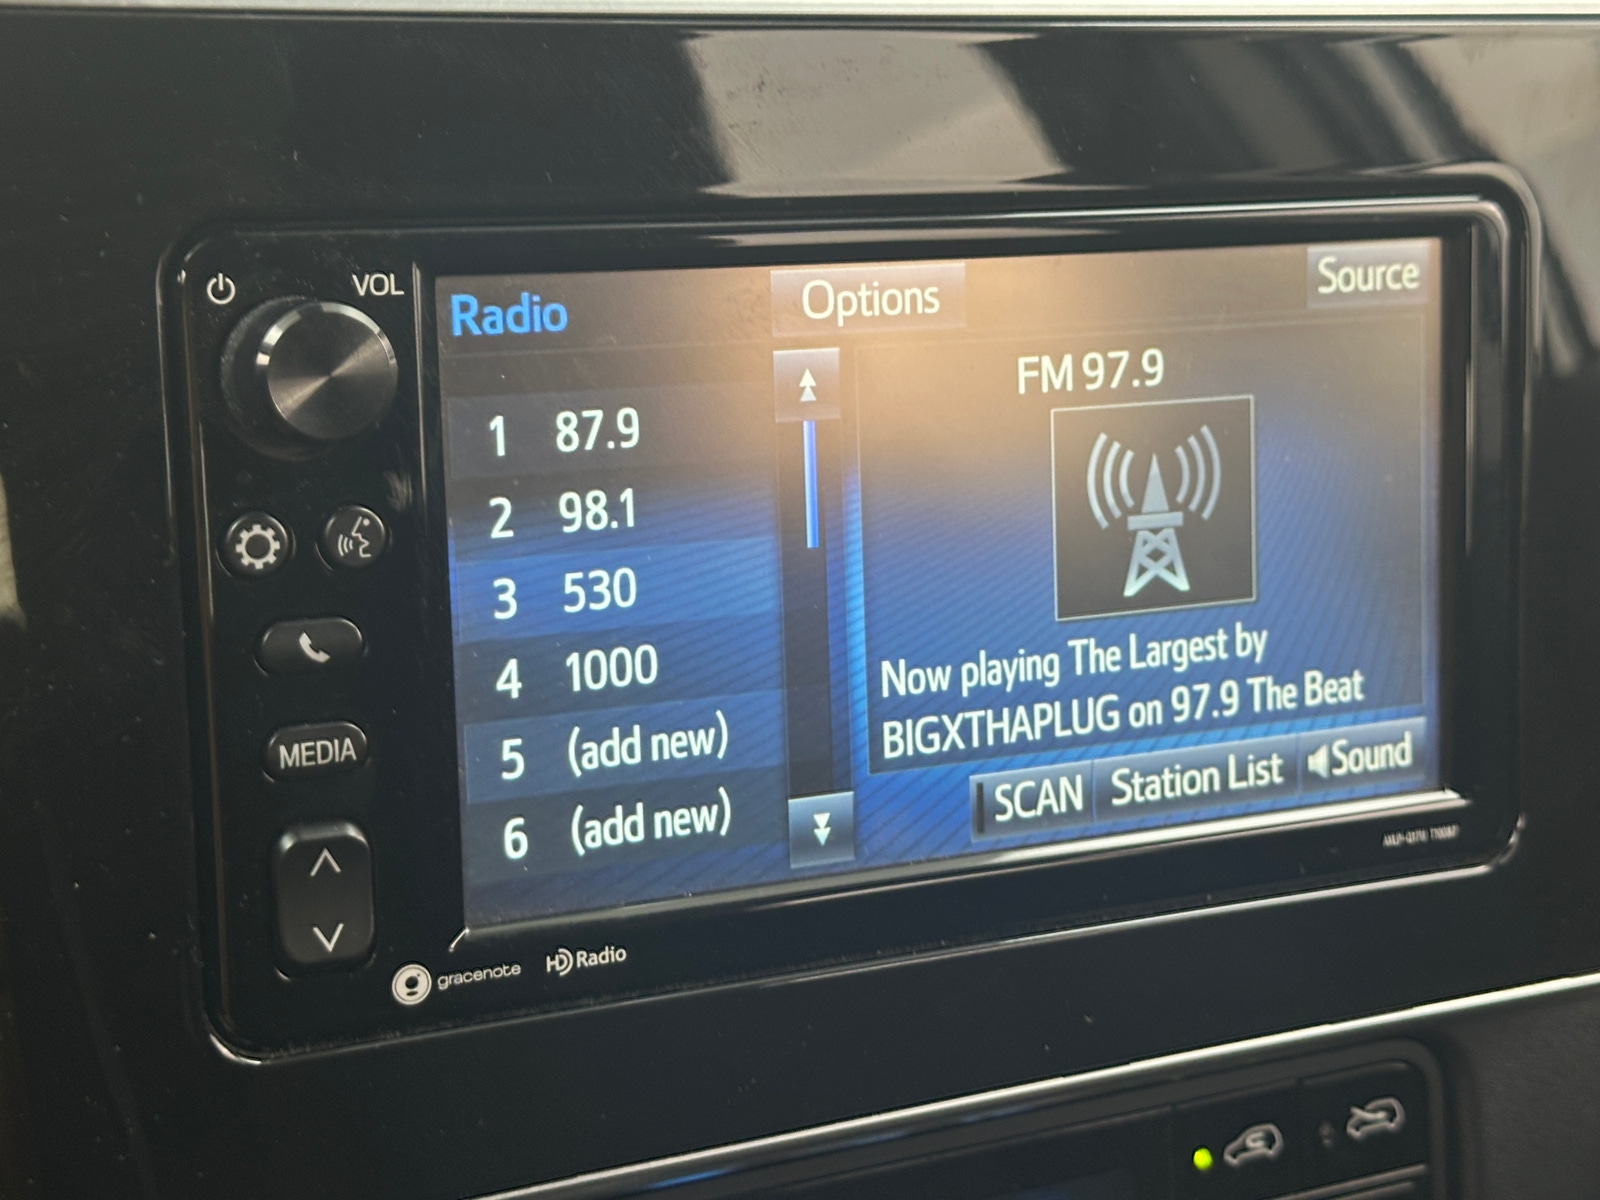 VOL
Radio
Options
Source
1 87.9
2 98.1
3 530
4 1000
5 (add new)
6 (add new)
FM 97.9
Now playing The Largest by
BIGXTHAPLUG on 97.9 The Beat
SCAN
Station List
Sound
MEDIA
gracenote
HD Radio